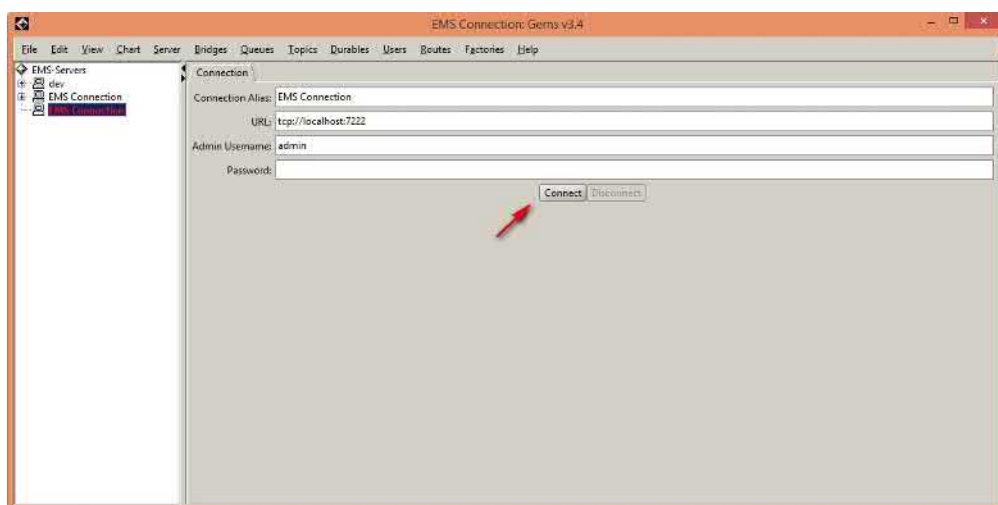 EMS Connection: Gems v3.4
File Edit View Chart Server Bridges Queues Topics Durables Users Routes Factories Help
EMS-Servers
dev
EMS Connection
EMS Connection
Connection
Connection Alias: EMS Connection
URL: tcp://localhost:7222
Admin Username: admin
Password:
Connect Disconnect